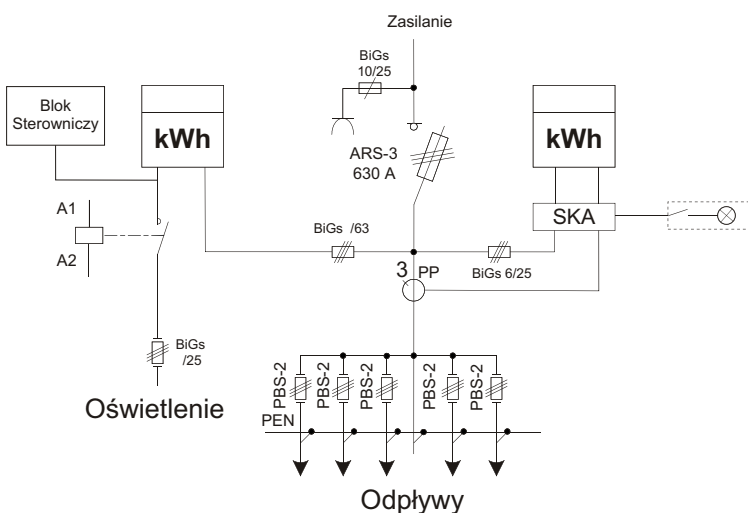 Zasilanie
BiGs
10/25
Blok
Sterowniczy
kWh
kWh
ARS-3
630 A
SKA
A1
A2
BiGs /63
BiGs 6/25
3
PP
BiGs
/25
PBS-2
PBS-2
PBS-2
PBS-2
PBS-2
Oświetlenie
PEN
Odpływy